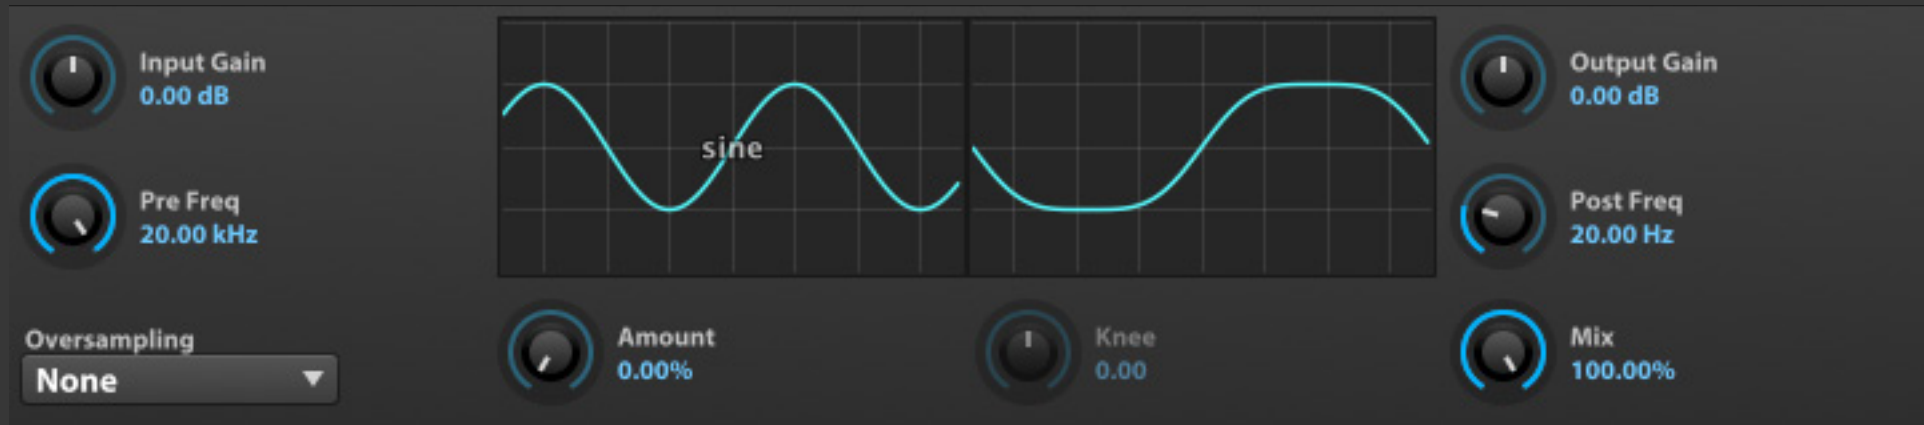 Input Gain
0.00 dB
Pre Freq
20.00 kHz
Oversampling
None
sine
Amount
0.00%
Knee
0.00
Output Gain
0.00 dB
Post Freq
20.00 Hz
Mix
100.00%